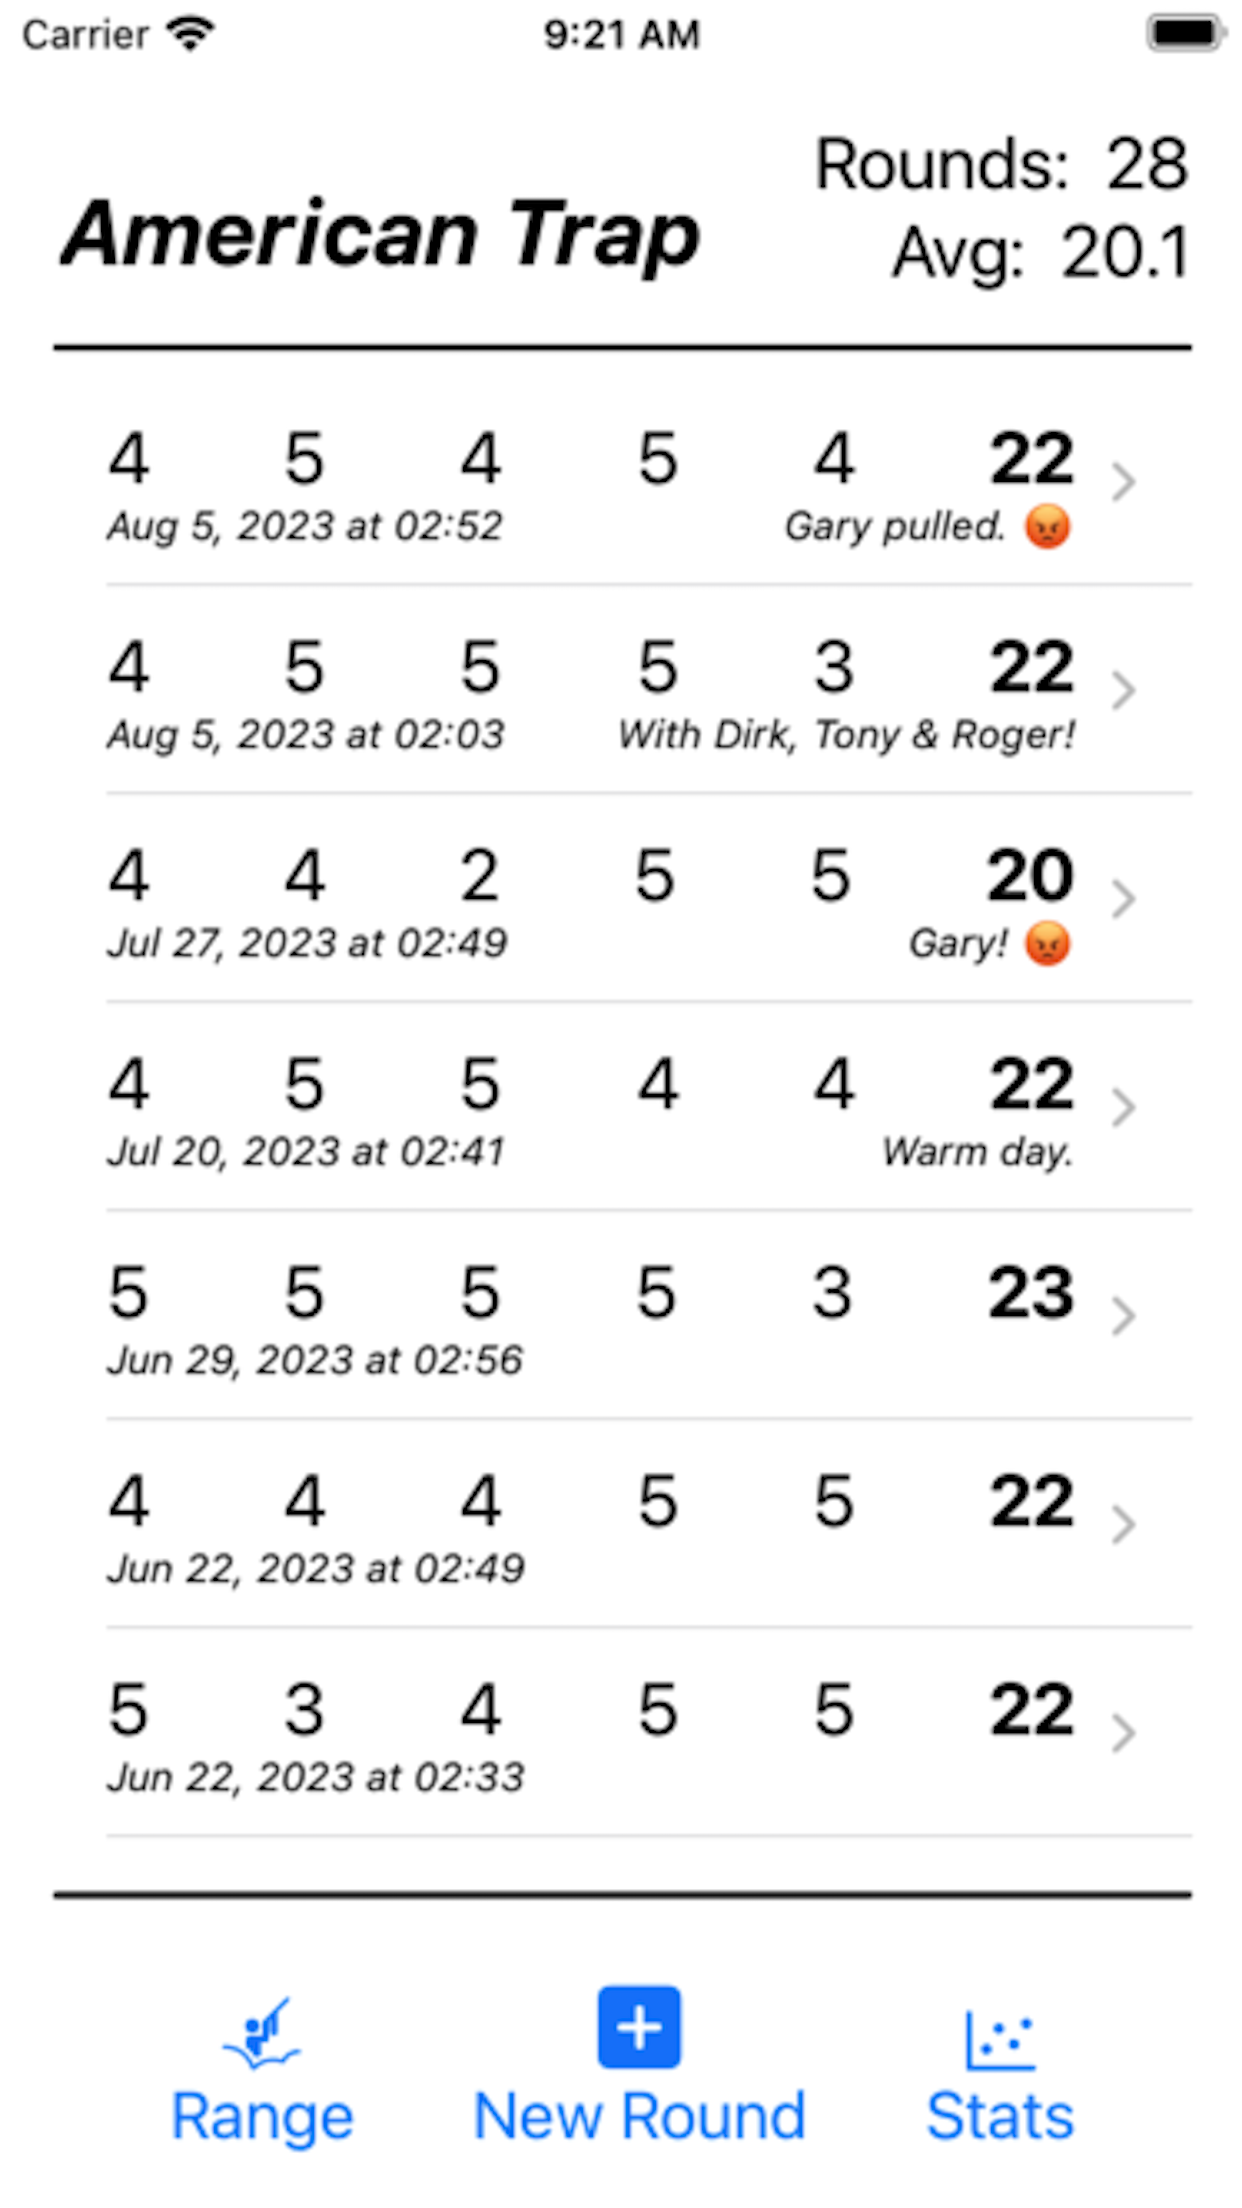 Carrier 9:21 AM
Rounds: 28
American Trap
Avg: 20.1
4 5 4 5 4 22
Aug 5, 2023 at 02:52 Gary pulled. 😡
4 5 5 5 3 22
Aug 5, 2023 at 02:03 With Dirk, Tony & Roger!
4 4 2 5 5 20
Jul 27, 2023 at 02:49 Gary! 😡
4 5 5 4 4 22
Jul 20, 2023 at 02:41 Warm day.
5 5 5 5 3 23
Jun 29, 2023 at 02:56
4 4 4 5 5 22
Jun 22, 2023 at 02:49
5 3 4 5 5 22
Jun 22, 2023 at 02:33
Range New Round Stats